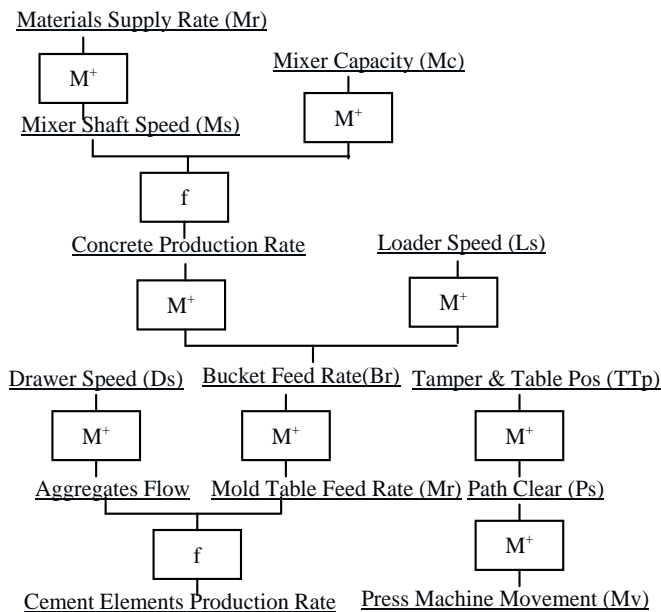 Materials Supply Rate (Mr)
M+
Mixer Capacity (Mc)
M+
Mixer Shaft Speed (Ms)
f
Concrete Production Rate
Loader Speed (Ls)
M+
M+
Drawer Speed (Ds)
Bucket Feed Rate(Br)
Tamper & Table Pos (TTp)
M+
M+
M+
Aggregates Flow
Mold Table Feed Rate (Mr)
Path Clear (Ps)
f
M+
Cement Elements Production Rate
Press Machine Movement (Mv)